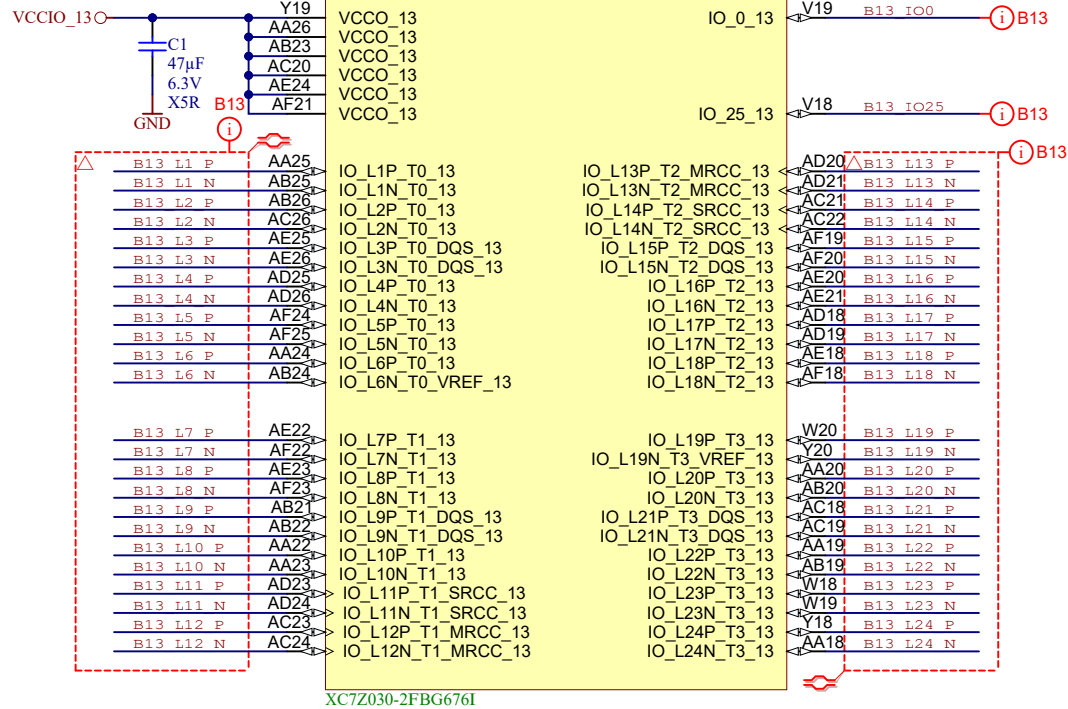 VCCIO_13
Y19 VCCO_13 IO_0_13 V19 B13_IO0 B13
AA26 VCCO_13
AB23 VCCO_13
C1
AC20 VCCO_13
47µF
AE24 VCCO_13
6.3V
AF21 VCCO_13 IO_25_13 V18 B13_IO25 B13
X5R
B13
GND
B13
B13_L1_P AA25 IO_L1P_T0_13 IO_L13P_T2_MRCC_13 AD20 B13_L13_P
B13_L1_N AB25 IO_L1N_T0_13 IO_L13N_T2_MRCC_13 AD21 B13_L13_N
B13_L2_P AB26 IO_L2P_T0_13 IO_L14P_T2_SRCC_13 AC21 B13_L14_P
B13_L2_N AC26 IO_L2N_T0_13 IO_L14N_T2_SRCC_13 AC22 B13_L14_N
B13_L3_P AE25 IO_L3P_T0_DQS_13 IO_L15P_T2_DQS_13 AF19 B13_L15_P
B13_L3_N AE26 IO_L3N_T0_DQS_13 IO_L15N_T2_DQS_13 AF20 B13_L15_N
B13_L4_P AD25 IO_L4P_T0_13 IO_L16P_T2_13 AE20 B13_L16_P
B13_L4_N AD26 IO_L4N_T0_13 IO_L16N_T2_13 AE21 B13_L16_N
B13_L5_P AF24 IO_L5P_T0_13 IO_L17P_T2_13 AD18 B13_L17_P
B13_L5_N AF25 IO_L5N_T0_13 IO_L17N_T2_13 AD19 B13_L17_N
B13_L6_P AA24 IO_L6P_T0_13 IO_L18P_T2_13 AE18 B13_L18_P
B13_L6_N AB24 IO_L6N_T0_VREF_13 IO_L18N_T2_13 AF18 B13_L18_N
B13_L7_P AE22 IO_L7P_T1_13 IO_L19P_T3_13 W20 B13_L19_P
B13_L7_N AF22 IO_L7N_T1_13 IO_L19N_T3_VREF_13 Y20 B13_L19_N
B13_L8_P AE23 IO_L8P_T1_13 IO_L20P_T3_13 AA20 B13_L20_P
B13_L8_N AF23 IO_L8N_T1_13 IO_L20N_T3_13 AB20 B13_L20_N
B13_L9_P AB21 IO_L9P_T1_DQS_13 IO_L21P_T3_DQS_13 AC18 B13_L21_P
B13_L9_N AB22 IO_L9N_T1_DQS_13 IO_L21N_T3_DQS_13 AC19 B13_L21_N
B13_L10_P AA22 IO_L10P_T1_13 IO_L22P_T3_13 AA19 B13_L22_P
B13_L10_N AA23 IO_L10N_T1_13 IO_L22N_T3_13 AB19 B13_L22_N
B13_L11_P AD23 IO_L11P_T1_SRCC_13 IO_L23P_T3_13 W18 B13_L23_P
B13_L11_N AD24 IO_L11N_T1_SRCC_13 IO_L23N_T3_13 W19 B13_L23_N
B13_L12_P AC23 IO_L12P_T1_MRCC_13 IO_L24P_T3_13 Y18 B13_L24_P
B13_L12_N AC24 IO_L12N_T1_MRCC_13 IO_L24N_T3_13 AA18 B13_L24_N
XC7Z030-2FBG676I